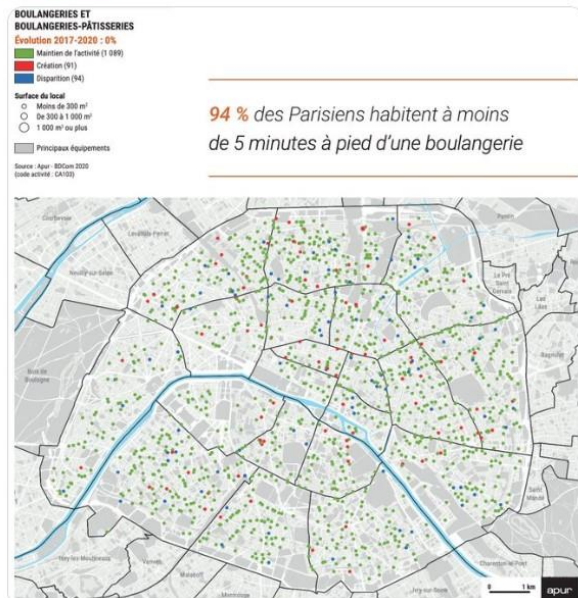 BOULANGERIES ET
BOULANGERIES-PÂTISSERIES
Évolution 2017-2020 : 0%
Maintien de l'activité (1 089)
Création (91)
Disparition (94)
Surface du local
Moins de 300 m²
De 300 à 1 000 m²
1 000 m² ou plus
Principaux équipements
Source : Apur - BDCom 2020
(code activité : CA103)
94 % des Parisiens habitent à moins
de 5 minutes à pied d'une boulangerie
Courbevoie
Levallois-Perret
Pantin
Neuilly-sur-Seine
Le Pré
Saint
Gervais
Les
Lilas
Bagnolet
Bois de
Boulogne
Saint
Mandé
Issy-les-Moulineaux
Vanves
Malakoff
Montrouge
Ivry-sur-Seine
Charenton-le-Pont
0 1 km
apur